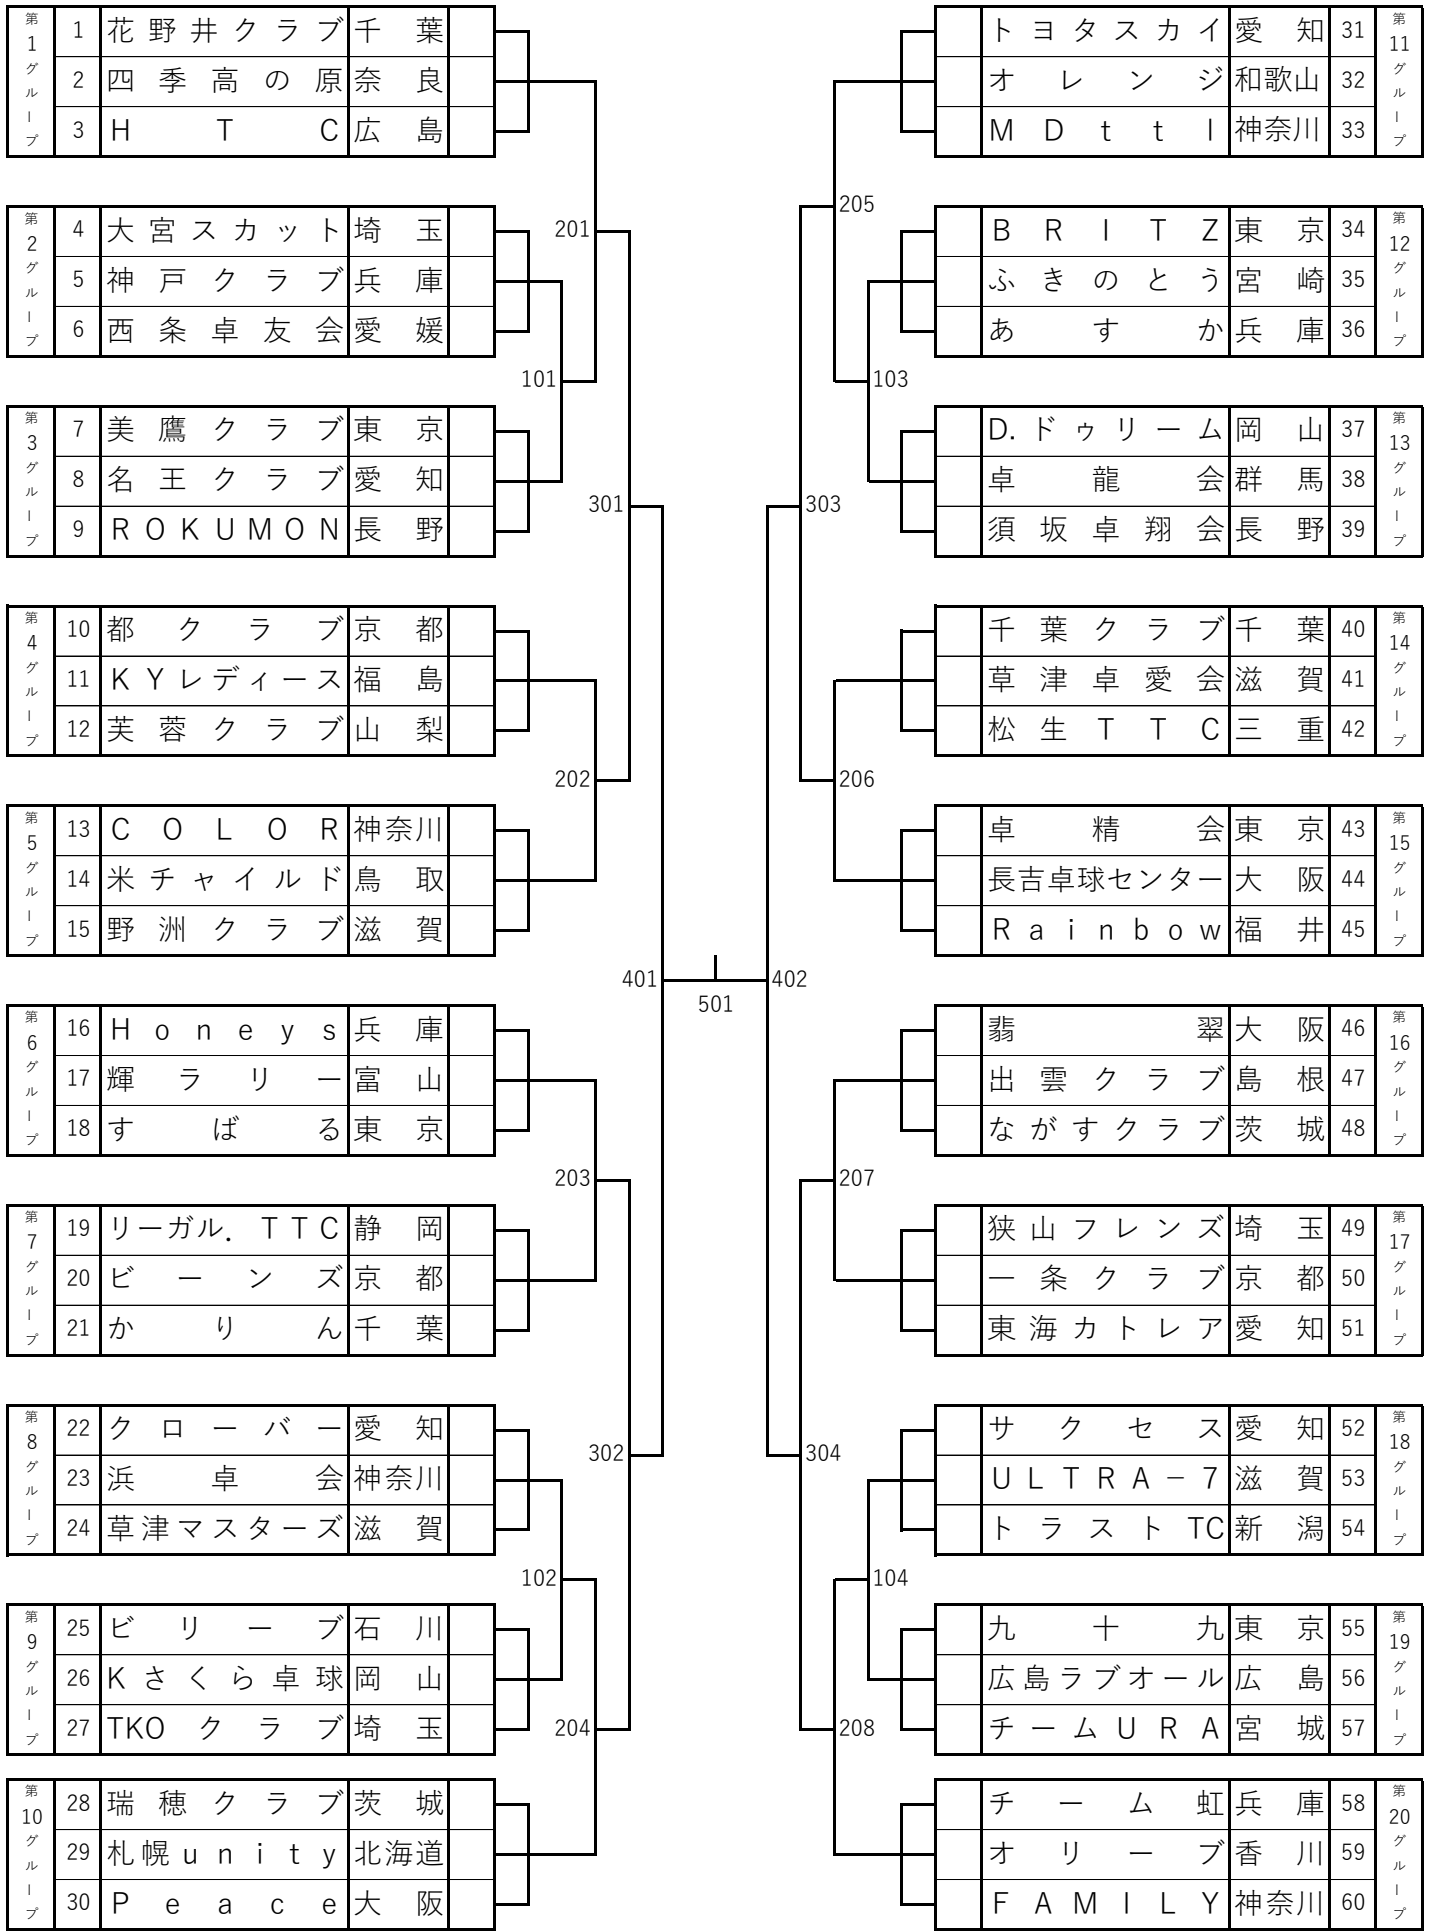 第1グループ
1 花野井クラブ 千葉
2 四季高の原 奈良
3 HTC 広島
第2グループ
4 大宮スカット 埼玉
5 神戸クラブ 兵庫
6 西条卓友会 愛媛
第3グループ
7 美鷹クラブ 東京
8 名王クラブ 愛知
9 ROKUMON 長野
第4グループ
10 都クラブ 京都
11 KYレディース 福島
12 芙蓉クラブ 山梨
第5グループ
13 COLOR 神奈川
14 米チャイルド 鳥取
15 野洲クラブ 滋賀
第6グループ
16 Honeys 兵庫
17 輝ラリー 富山
18 すばる 東京
第7グループ
19 リーガル．TTC 静岡
20 ビーンズ 京都
21 かりん 千葉
第8グループ
22 クローバー 愛知
23 浜卓会 神奈川
24 草津マスターズ 滋賀
第9グループ
25 ビリーブ 石川
26 Kさくら卓球 岡山
27 TKOクラブ 埼玉
第10グループ
28 瑞穂クラブ 茨城
29 札幌unity 北海道
30 Peace 大阪
201
101
301
202
401
203
302
102
204
501
205
103
303
206
402
207
304
104
208
トヨタスカイ 愛知 31
オレンジ 和歌山 32
MDttl 神奈川 33
第11グループ
BRITZ 東京 34
ふきのとう 宮崎 35
あすか 兵庫 36
第12グループ
D.ドゥリーム 岡山 37
卓龍会 群馬 38
須坂卓翔会 長野 39
第13グループ
千葉クラブ 千葉 40
草津卓愛会 滋賀 41
松生TTC 三重 42
第14グループ
卓精会 東京 43
長吉卓球センター 大阪 44
Rainbow 福井 45
第15グループ
翡翠 大阪 46
出雲クラブ 島根 47
ながすクラブ 茨城 48
第16グループ
狭山フレンズ 埼玉 49
一条クラブ 京都 50
東海カトレア 愛知 51
第17グループ
サクセス 愛知 52
ULTRA－7 滋賀 53
トラストTC 新潟 54
第18グループ
九十九 東京 55
広島ラブオール 広島 56
チームURA 宮城 57
第19グループ
チーム虹 兵庫 58
オリーブ 香川 59
FAMILY 神奈川 60
第20グループ